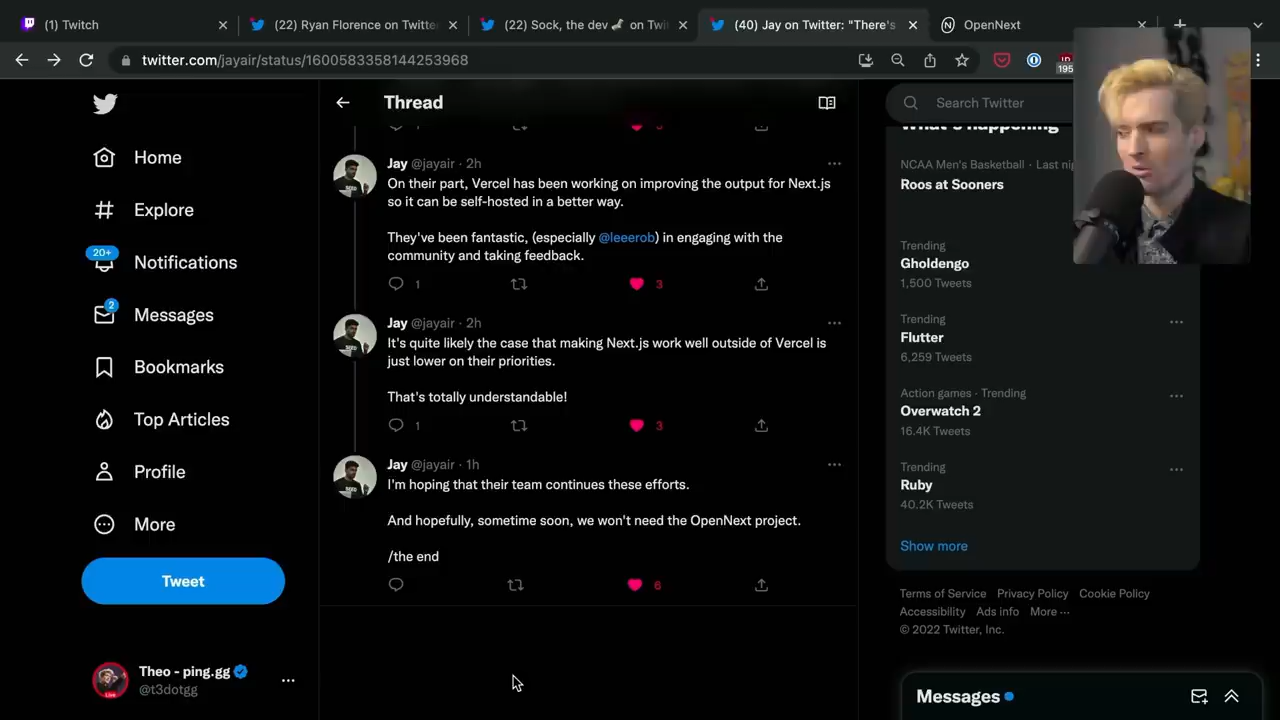 (1) Twitch
(22) Ryan Florence on Twitte
(22) Sock, the dev on Twi
(40) Jay on Twitter: "There's
OpenNext
twitter.com/jayair/status/1600583358144253968
195
Thread
Search Twitter
Home
Explore
20+
Notifications
2
Messages
Bookmarks
Top Articles
Profile
More
Tweet
Theo - ping.gg
Live
@t3dotgg
Jay @jayair · 2h
On their part, Vercel has been working on improving the output for Next.js
so it can be self-hosted in a better way.
They've been fantastic, (especially @leeerob) in engaging with the
community and taking feedback.
1
3
Jay @jayair · 2h
It's quite likely the case that making Next.js work well outside of Vercel is
just lower on their priorities.
That's totally understandable!
1
3
Jay @jayair · 1h
I'm hoping that their team continues these efforts.
And hopefully, sometime soon, we won't need the OpenNext project.
/the end
6
What's happening
NCAA Men's Basketball · Last nig
Roos at Sooners
Trending
Gholdengo
1,500 Tweets
Trending
Flutter
6,259 Tweets
Action games · Trending
Overwatch 2
16.4K Tweets
Trending
Ruby
40.2K Tweets
Show more
Terms of Service Privacy Policy Cookie Policy
Accessibility Ads info More ···
© 2022 Twitter, Inc.
Messages